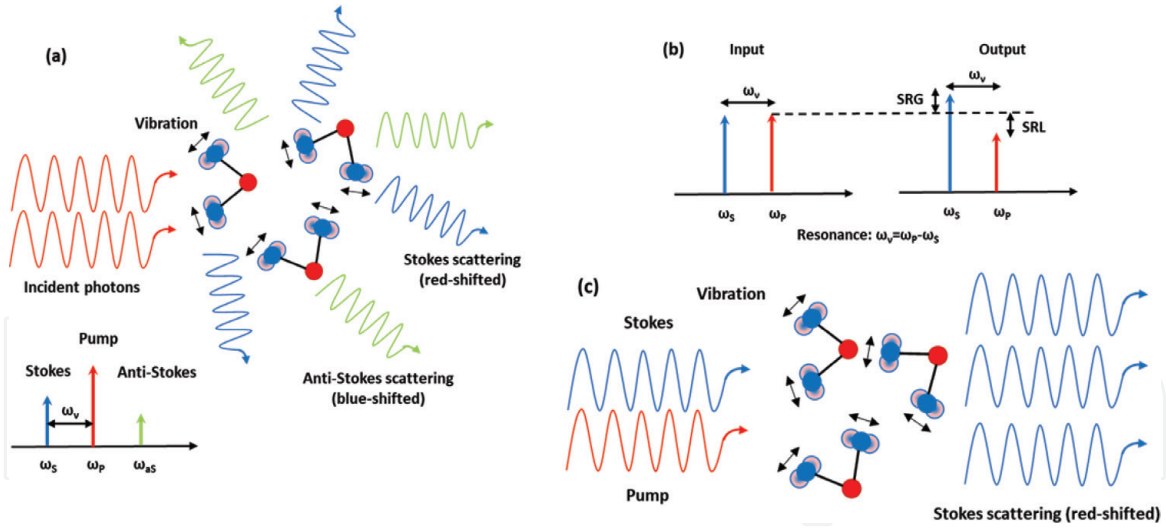 (a)
Vibration
Incident photons
Stokes scattering
(red-shifted)
Anti-Stokes scattering
(blue-shifted)
Pump
Stokes
Anti-Stokes
ωᵥ
ωS
ωP
ωaS
(b)
Input
Output
ωᵥ
ωᵥ
SRG
SRL
ωS
ωP
ωS
ωP
Resonance: ωᵥ=ωP-ωS
(c)
Vibration
Stokes
Pump
Stokes scattering (red-shifted)